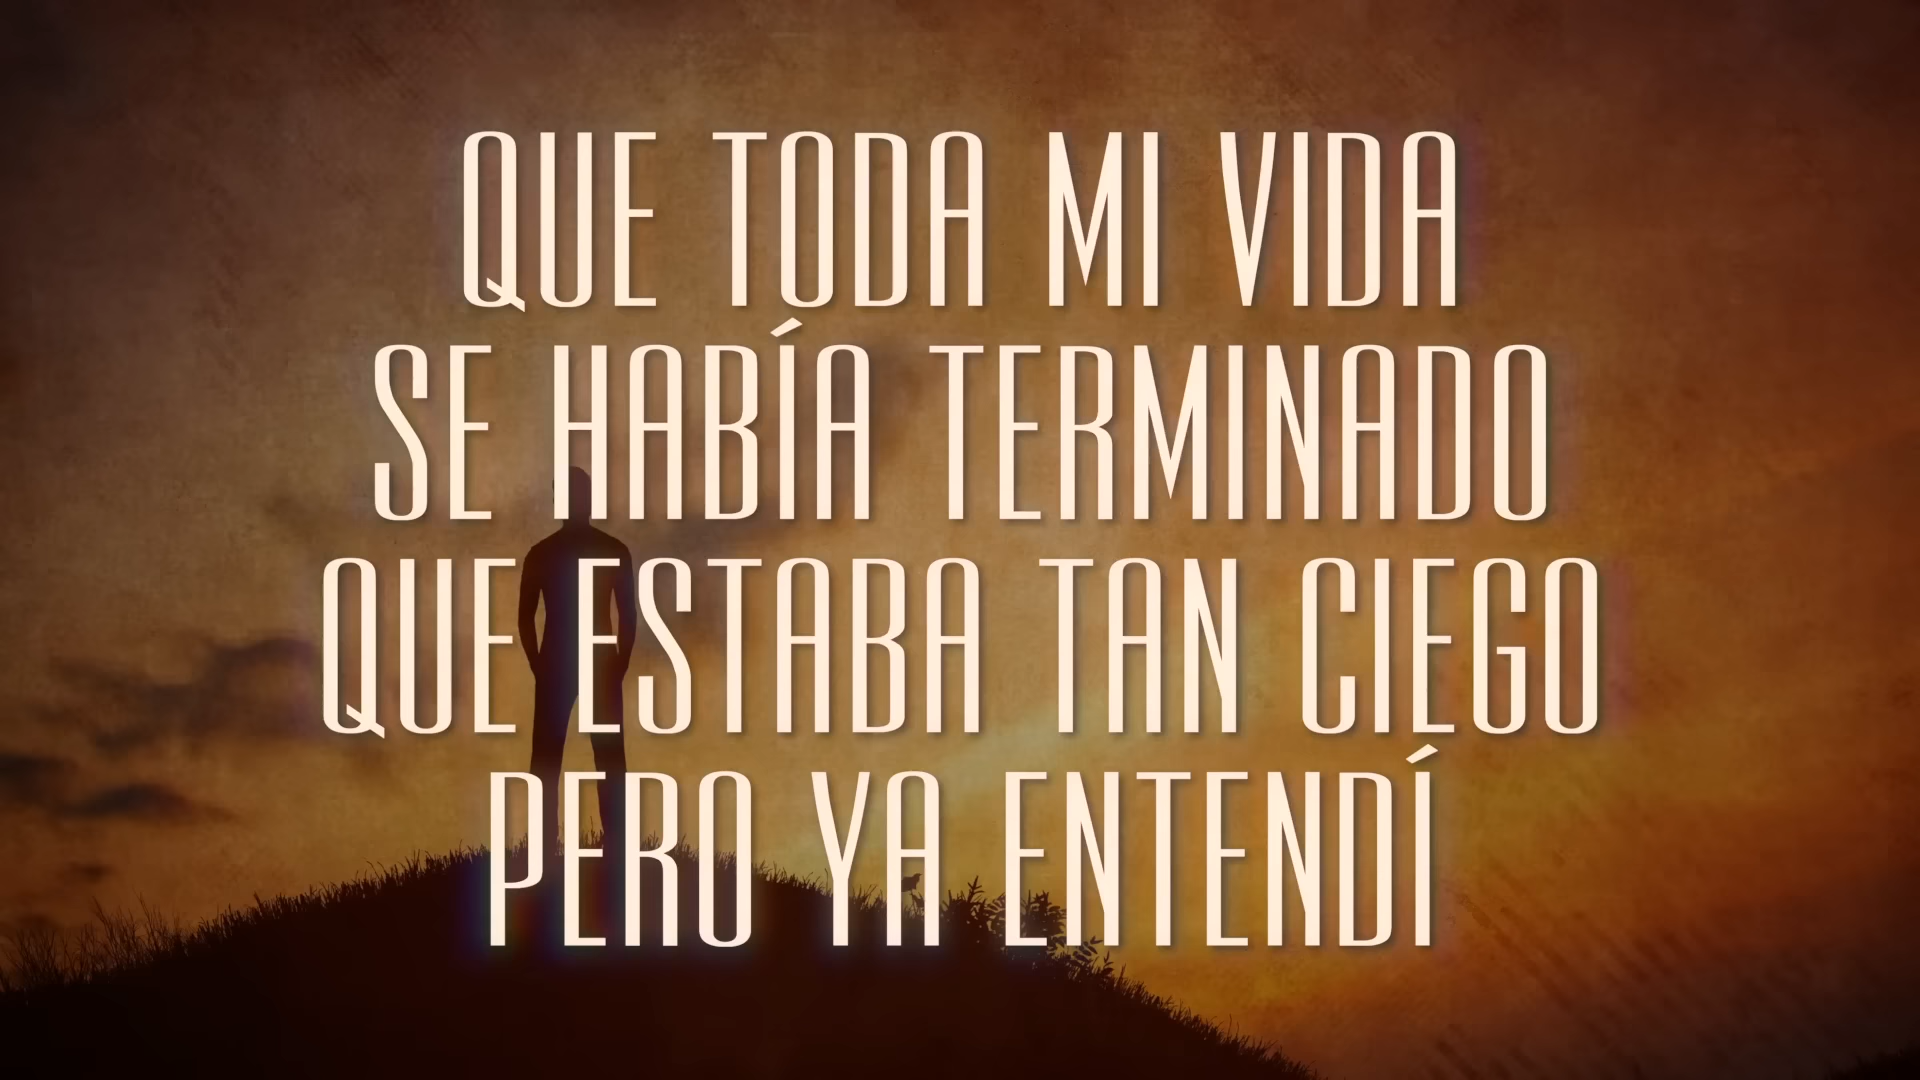 QUE TODA MI VIDA
SE HABÍA TERMINADO
QUE ESTABA TAN CIEGO
PERO YA ENTENDÍ